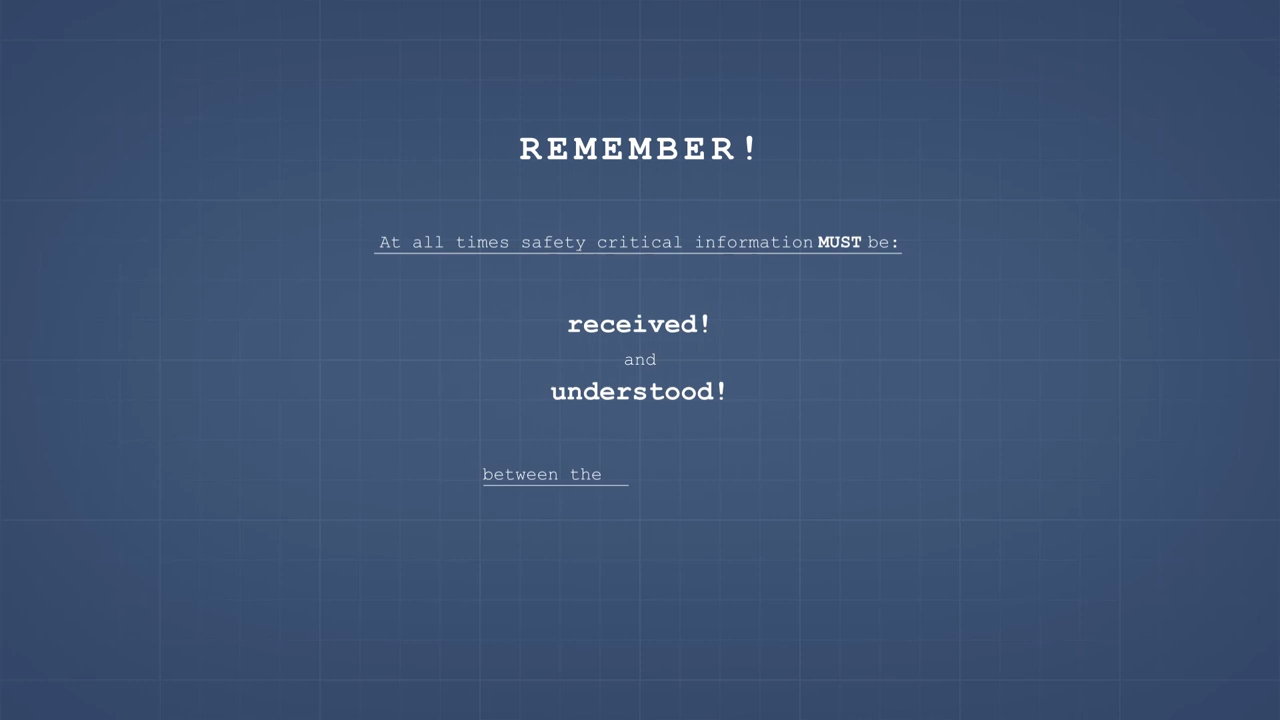 REMEMBER!
At all times safety critical information MUST be:
received!
and
understood!
between the